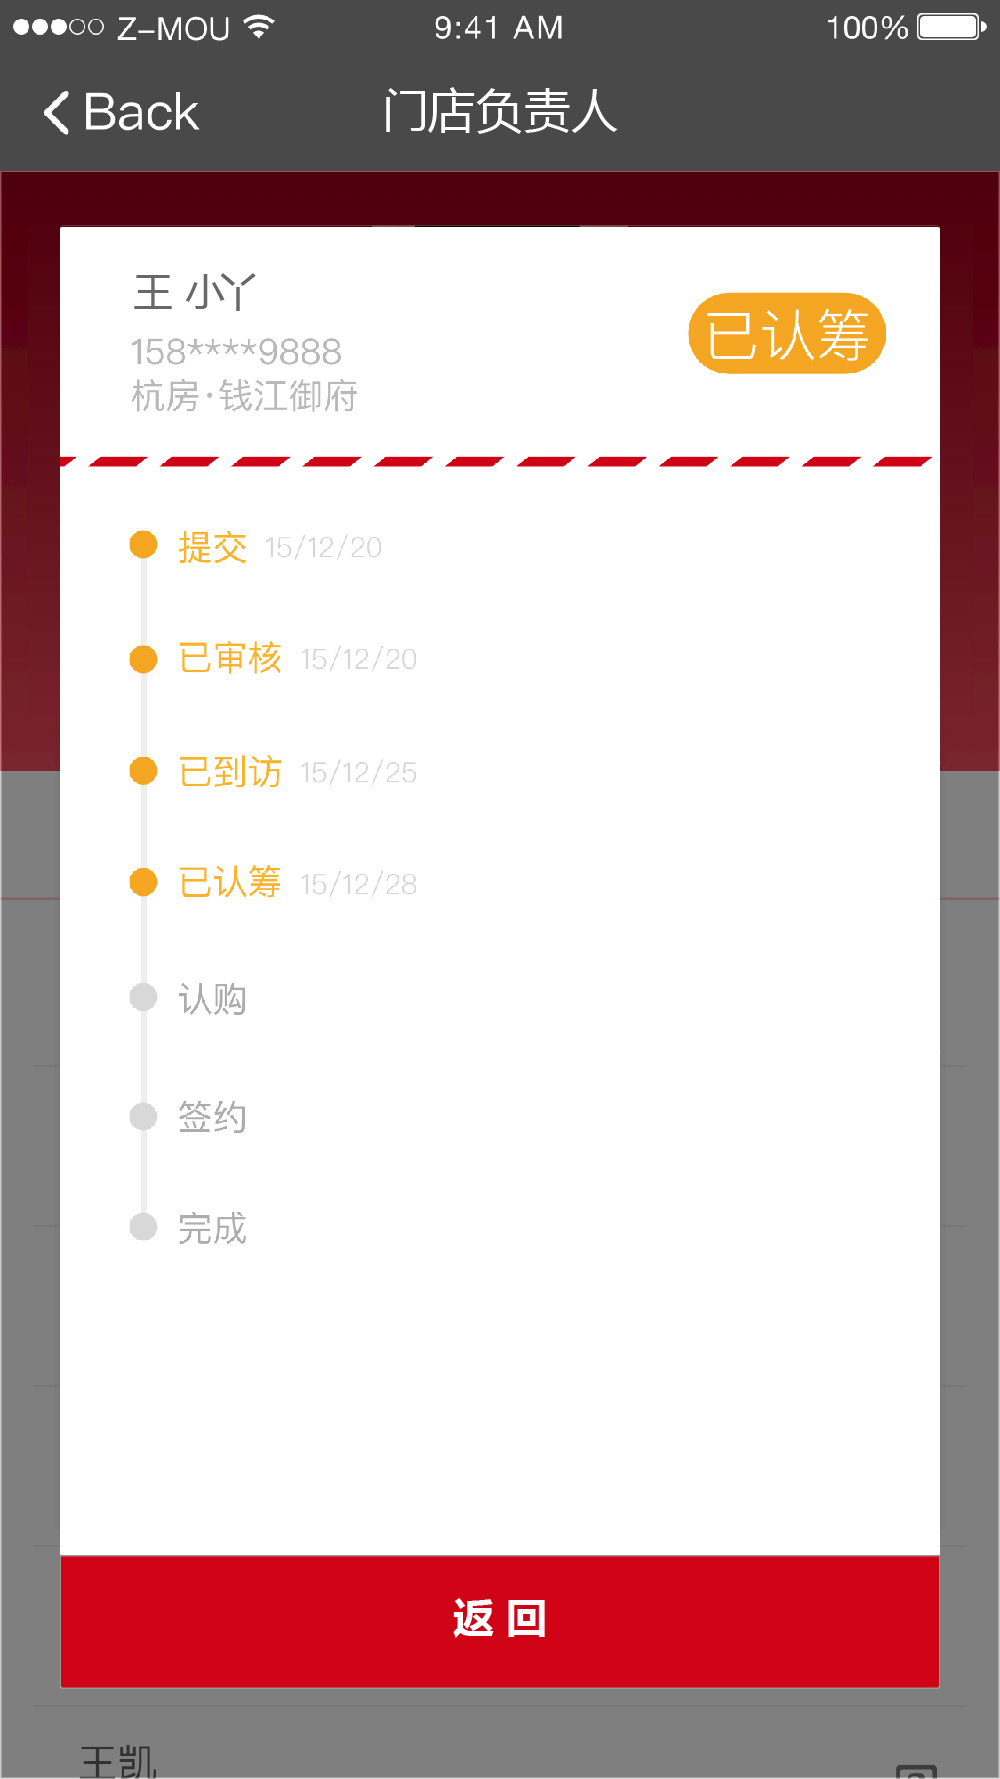 Z-MOU 9:41 AM 100%
Back 门店负责人
王 小丫
158****9888
杭房·钱江御府
已认筹
提交 15/12/20
已审核 15/12/20
已到访 15/12/25
已认筹 15/12/28
认购
签约
完成
返 回
王凯